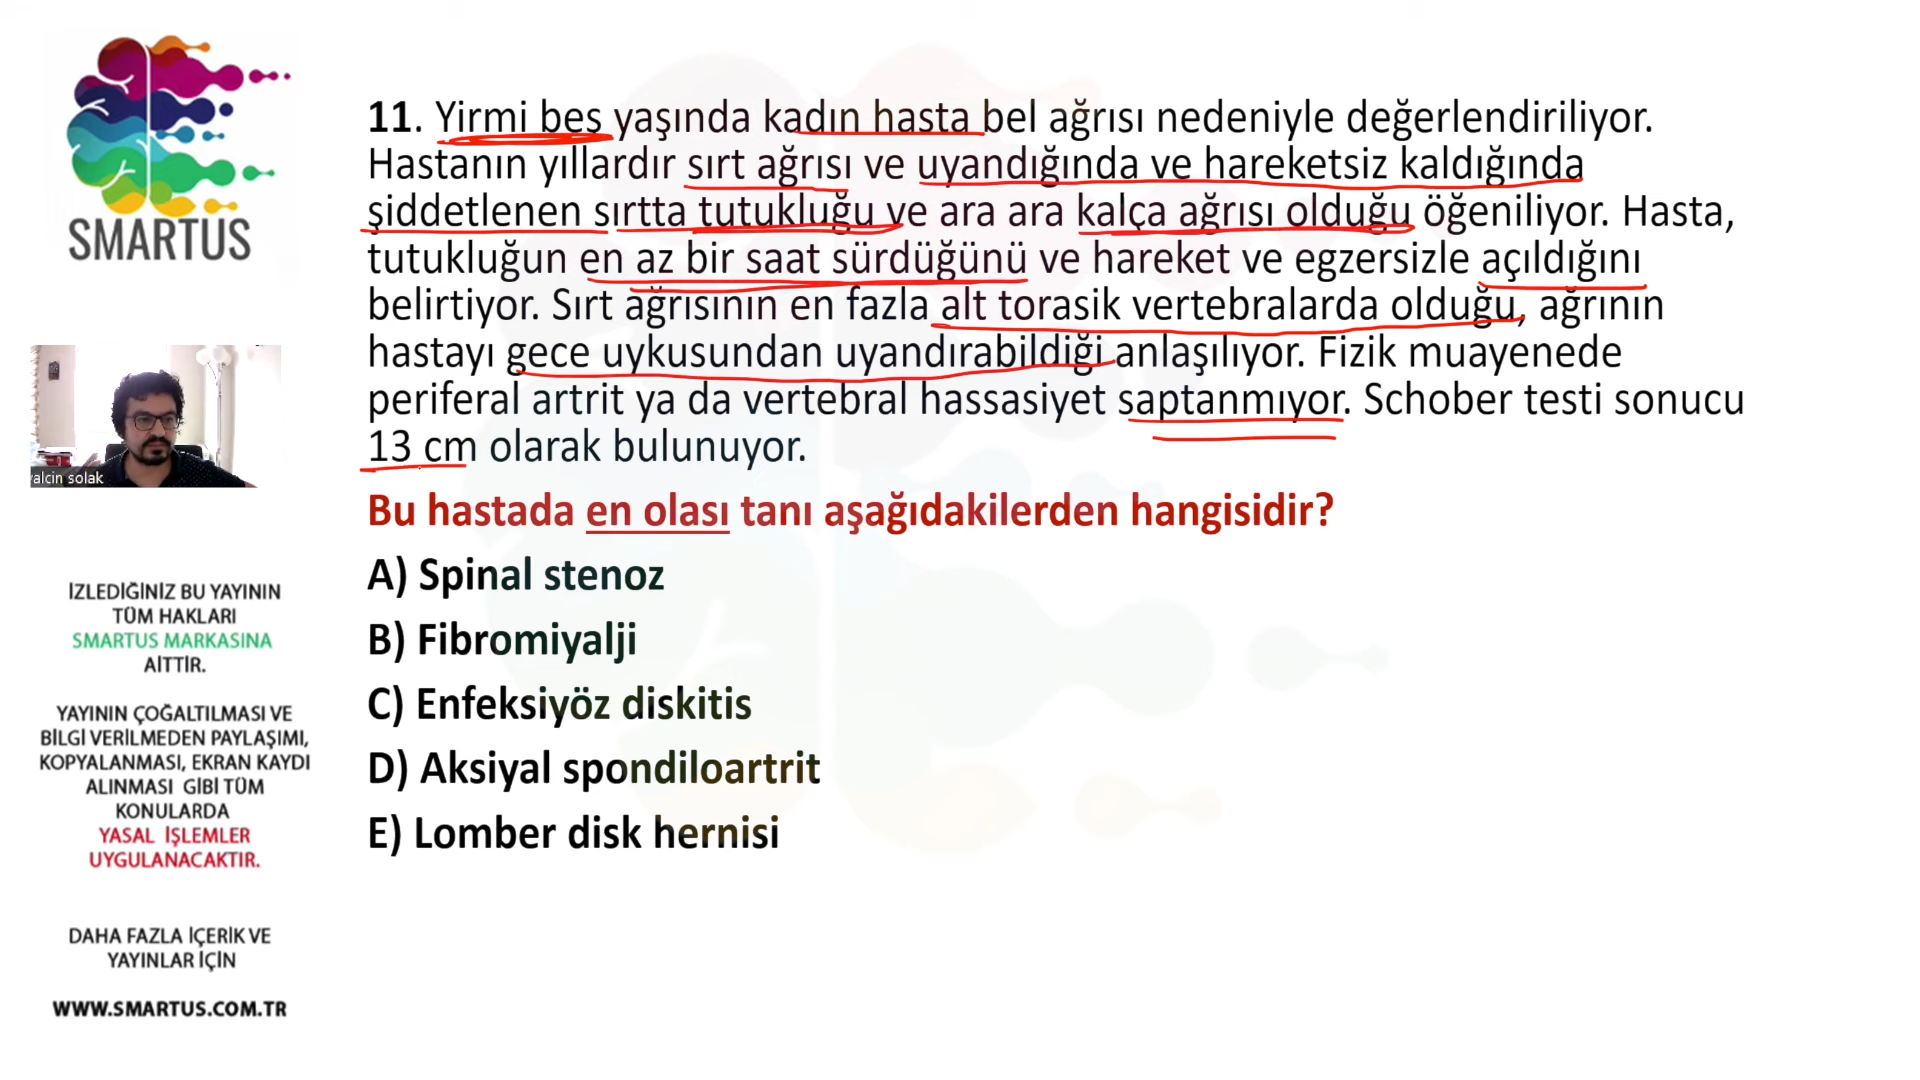 SMARTUS
11. Yirmi beş yaşında kadın hasta bel ağrısı nedeniyle değerlendiriliyor.
Hastanın yıllardır sırt ağrısı ve uyandığında ve hareketsiz kaldığında
şiddetlenen sırtta tutukluğu ve ara ara kalça ağrısı olduğu öğeniliyor. Hasta,
tutukluğun en az bir saat sürdüğünü ve hareket ve egzersizle açıldığını
belirtiyor. Sırt ağrısının en fazla alt torasik vertebralarda olduğu, ağrının
hastayı gece uykusundan uyandırabildiği anlaşılıyor. Fizik muayenede
periferal artrit ya da vertebral hassasiyet saptanmıyor. Schober testi sonucu
13 cm olarak bulunuyor.
Bu hastada en olası tanı aşağıdakilerden hangisidir?
A) Spinal stenoz
B) Fibromiyalji
C) Enfeksiyöz diskitis
D) Aksiyal spondiloartrit
E) Lomber disk hernisi
yalcin solak
İZLEDİĞİNİZ BU YAYININ
TÜM HAKLARI
SMARTUS MARKASINA
AİTTİR.
YAYININ ÇOĞALTILMASI VE
BİLGİ VERİLMEDEN PAYLAŞIMI,
KOPYALANMASI, EKRAN KAYDI
ALINMASI GİBİ TÜM
KONULARDA
YASAL İŞLEMLER
UYGULANACAKTIR.
DAHA FAZLA İÇERİK VE
YAYINLAR İÇİN
WWW.SMARTUS.COM.TR